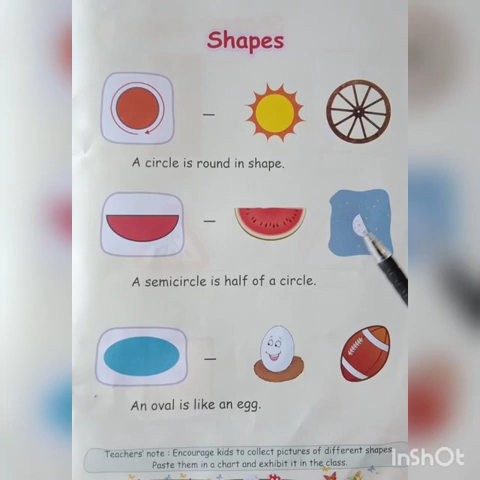 Shapes
A circle is round in shape.
A semicircle is half of a circle.
An oval is like an egg.
Teachers' note : Encourage kids to collect pictures of different shapes
Paste them in a chart and exhibit it in the class.
InShOt